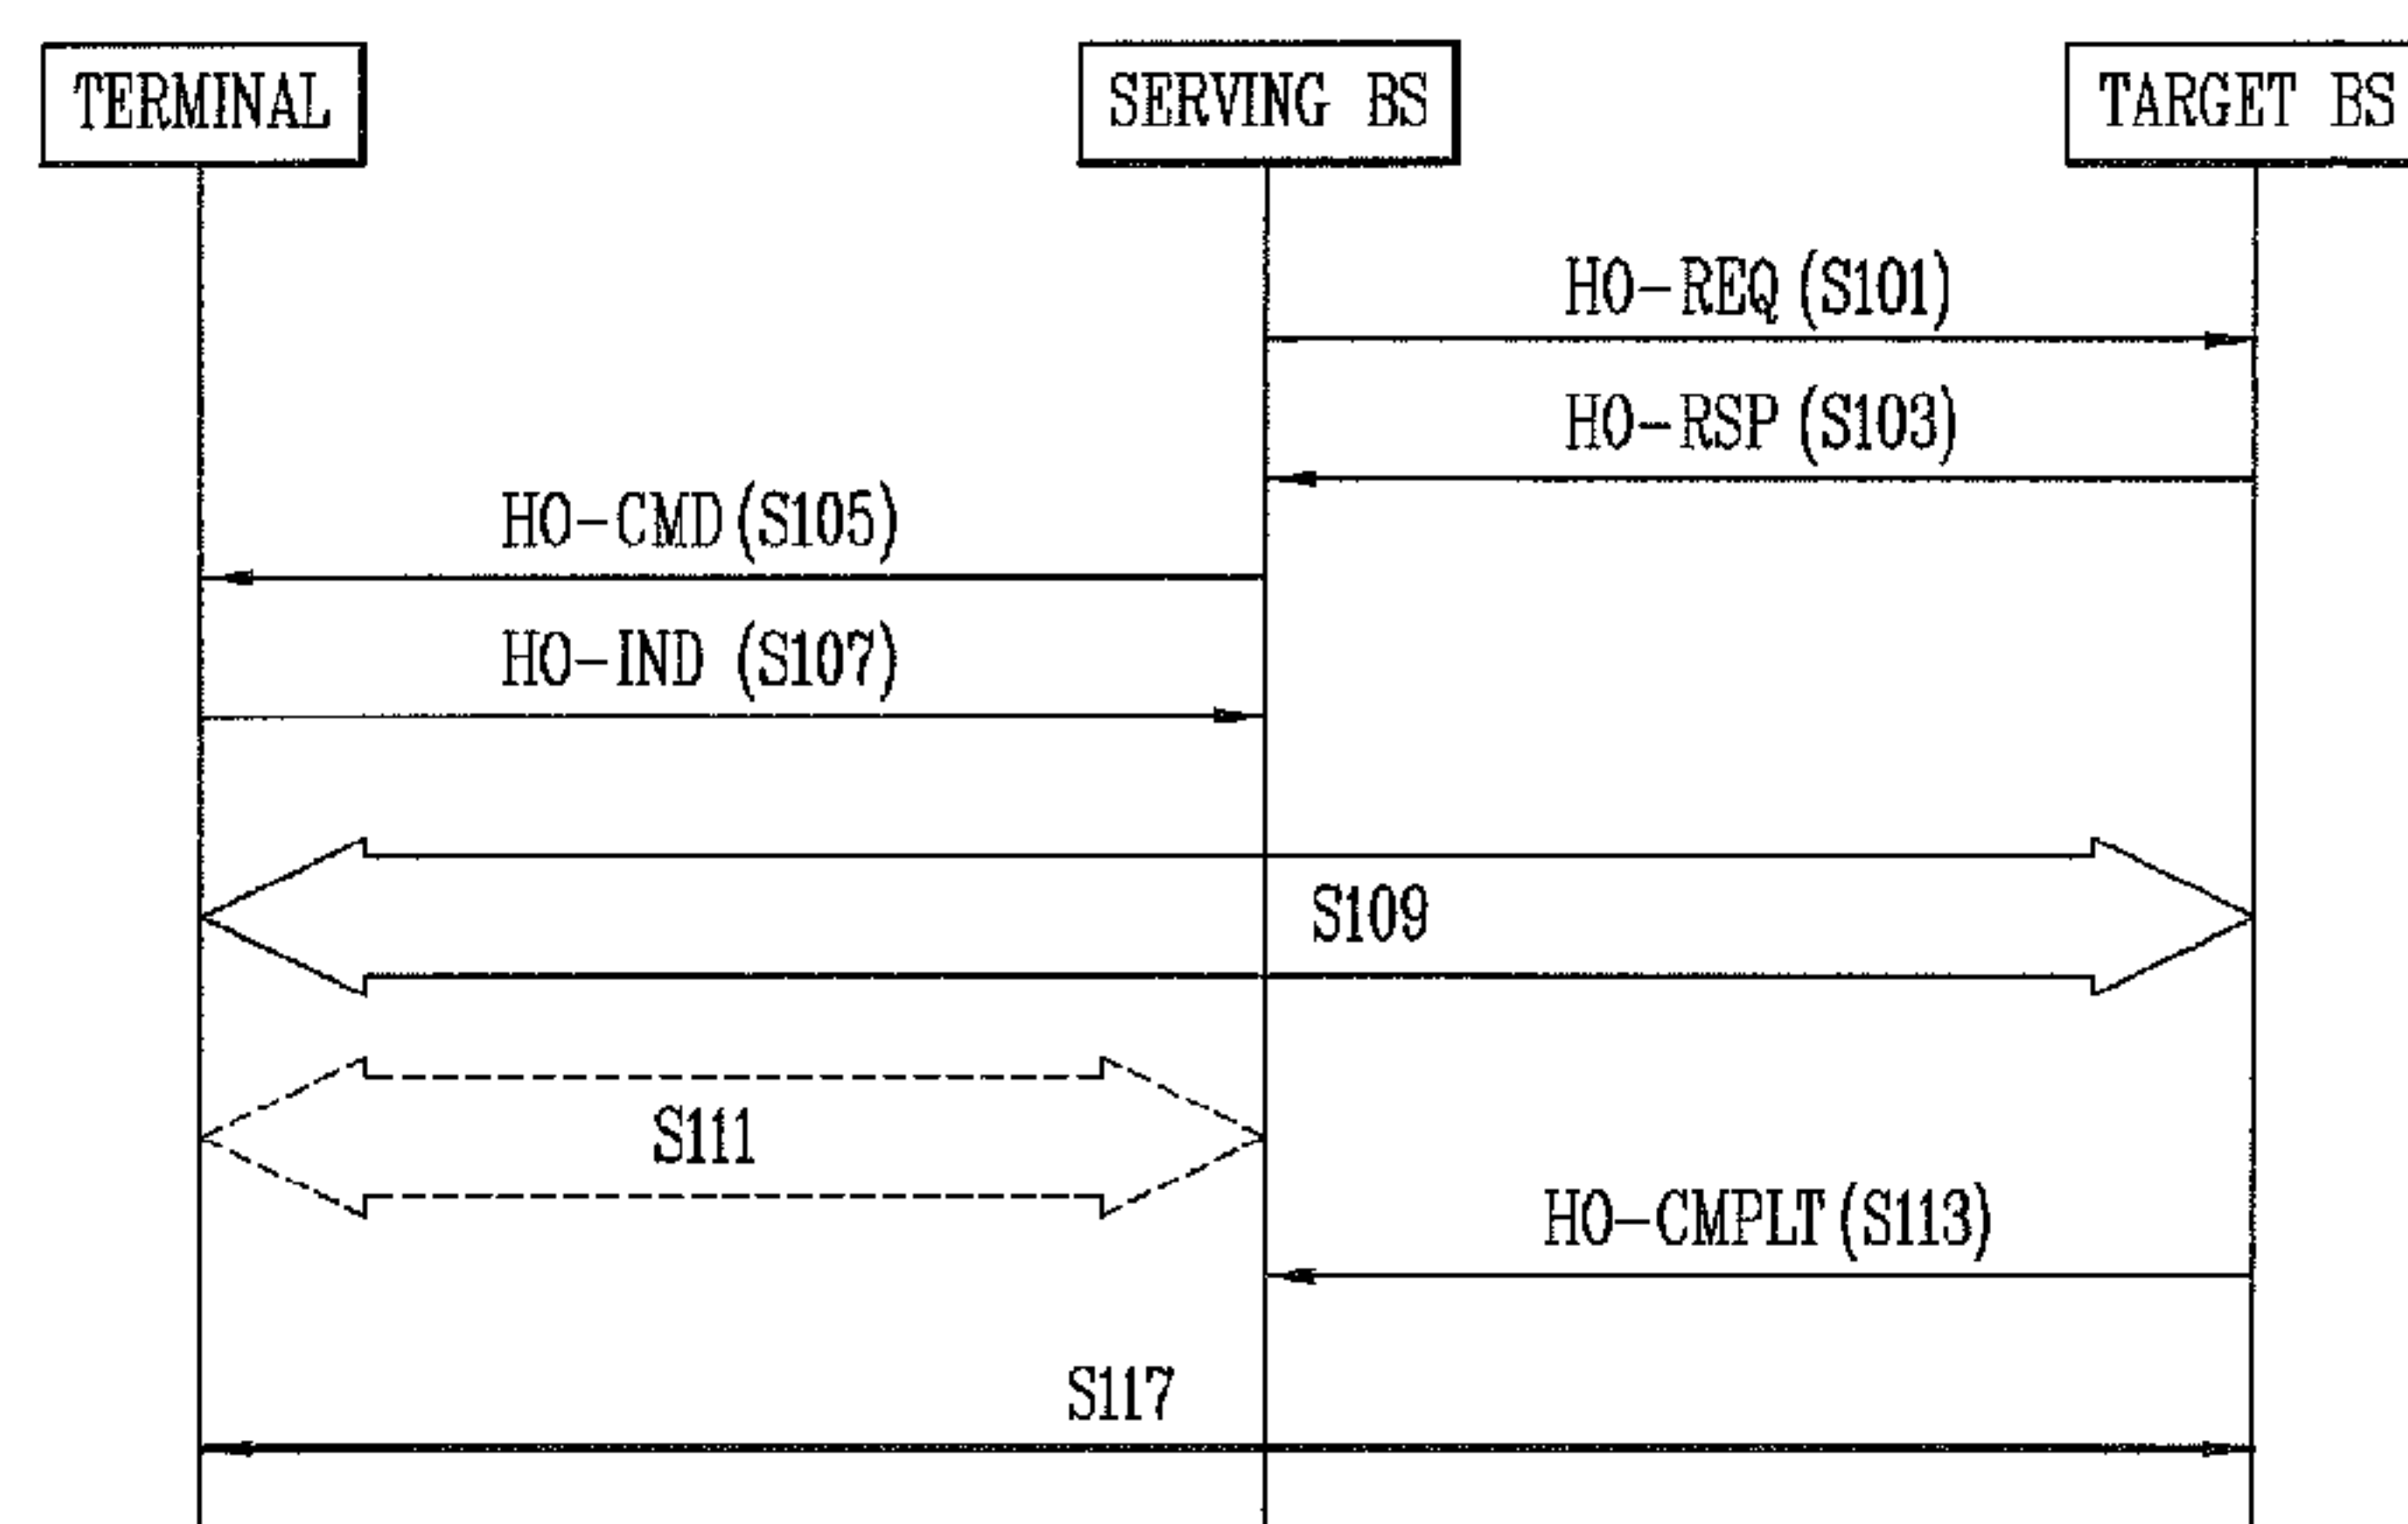 TERMINAL
SERVING BS
TARGET BS
HO-REQ (S101)
HO-RSP (S103)
HO-CMD (S105)
HO-IND (S107)
S109
S111
HO-CMPLT (S113)
S117